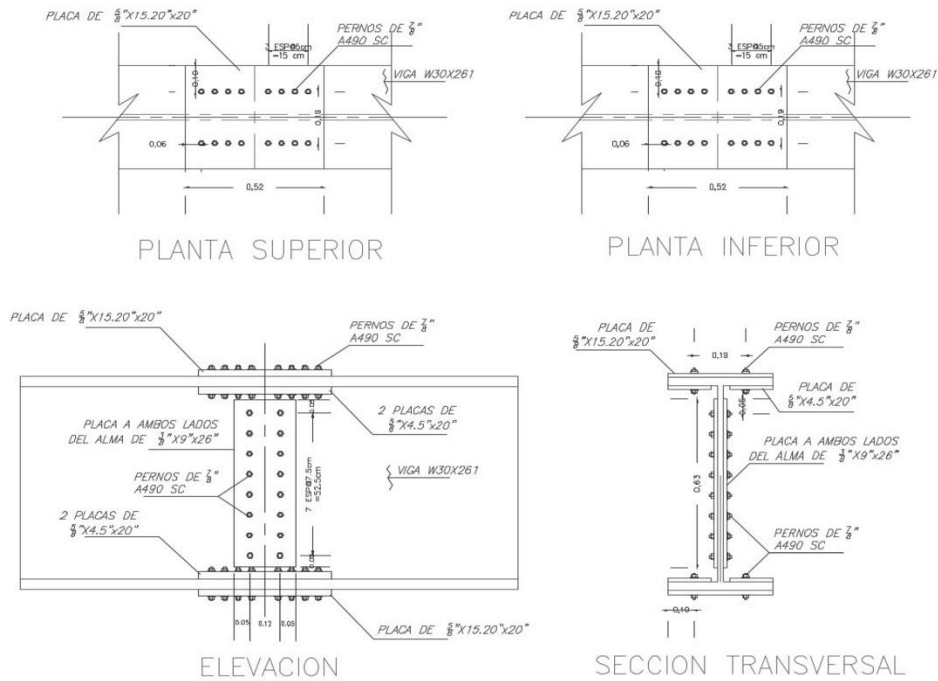 PLACA DE 5/8"X15.20"x20"
PERNOS DE 7/8"
A490 SC
3 ESP@5cm
=15 cm
VIGA W30X261
0,10
0,19
0,06
0,52
PLANTA SUPERIOR
PLACA DE 5/8"X15.20"x20"
PERNOS DE 7/8"
A490 SC
ESP@5cm
=15 cm
VIGA W30X261
0,10
0,19
0,06
0,52
PLANTA INFERIOR
PLACA DE 5/8"X15.20"x20"
PERNOS DE 7/8"
A490 SC
0.05
2 PLACAS DE
5/8"X4.5"x20"
PLACA A AMBOS LADOS
DEL ALMA DE "X9"x26"
PERNOS DE 7/8"
A490 SC
7 ESP@7.5cm
=52.5cm
VIGA W30X261
2 PLACAS DE
5/8"X4.5"x20"
0.05
0.05
0.12
0.05
PLACA DE 5/8"X15.20"x20"
ELEVACION
PLACA DE
5/8"X15.20"x20"
PERNOS DE 7/8"
A490 SC
0,19
PLACA DE
5/8"X4.5"x20"
0,05
PLACA A AMBOS LADOS
DEL ALMA DE "X9"x26"
0,63
PERNOS DE 7/8"
A490 SC
0,10
SECCION TRANSVERSAL